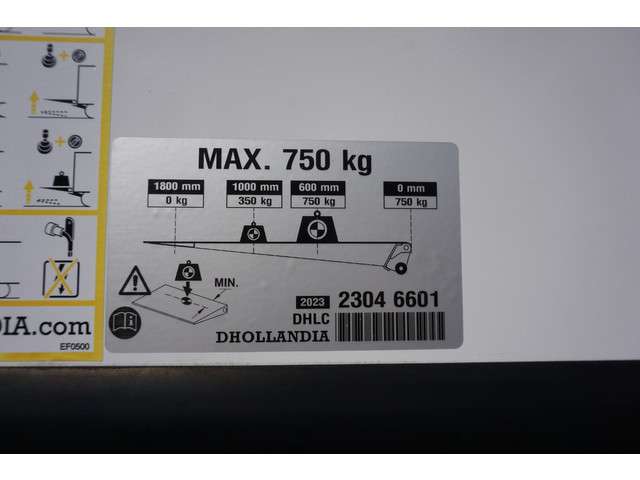 MAX. 750 kg
1800 mm 1000 mm 600 mm 0 mm
0 kg 350 kg 750 kg 750 kg
MIN.
2023 2304 6601
DHLC
DHOLLANDIA
DIA.com
EF0500